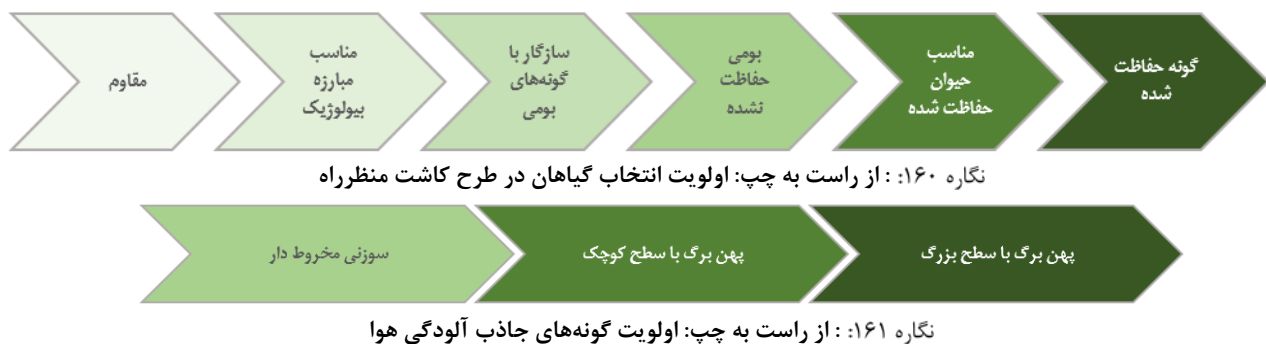 گونه حفاظت
شده
مناسب
حیوان
حفاظت شده
بومی
حفاظت
نشده
سازگار با
گونه‌های
بومی
مناسب
مبارزه
بیولوژیک
مقاوم
نگاره ۱۶۰: : از راست به چپ: اولویت انتخاب گیاهان در طرح کاشت منظرراه
پهن برگ با سطح بزرگ
پهن برگ با سطح کوچک
سوزنی مخروط دار
نگاره ۱۶۱: : از راست به چپ: اولویت گونه‌های جاذب آلودگی هوا